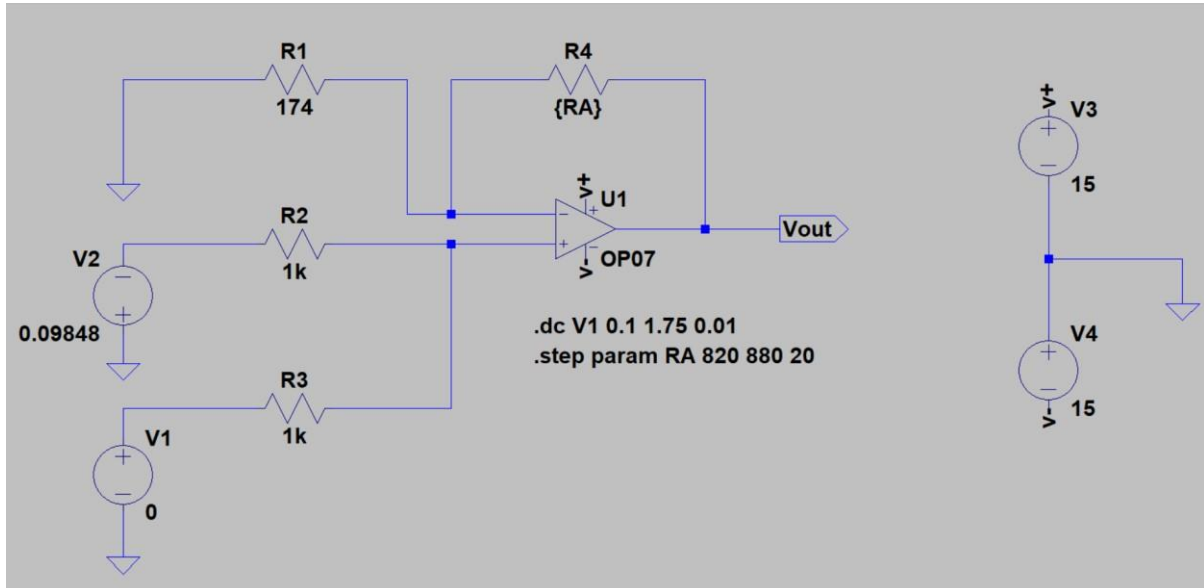 R1
174
R4
{RA}
v+
V3
+
−
15
v+
U1
−
+
+
−
v-
OP07
Vout
R2
1k
V2
−
+
0.09848
.dc V1 0.1 1.75 0.01
.step param RA 820 880 20
V4
+
−
15
v-
R3
1k
V1
+
−
0